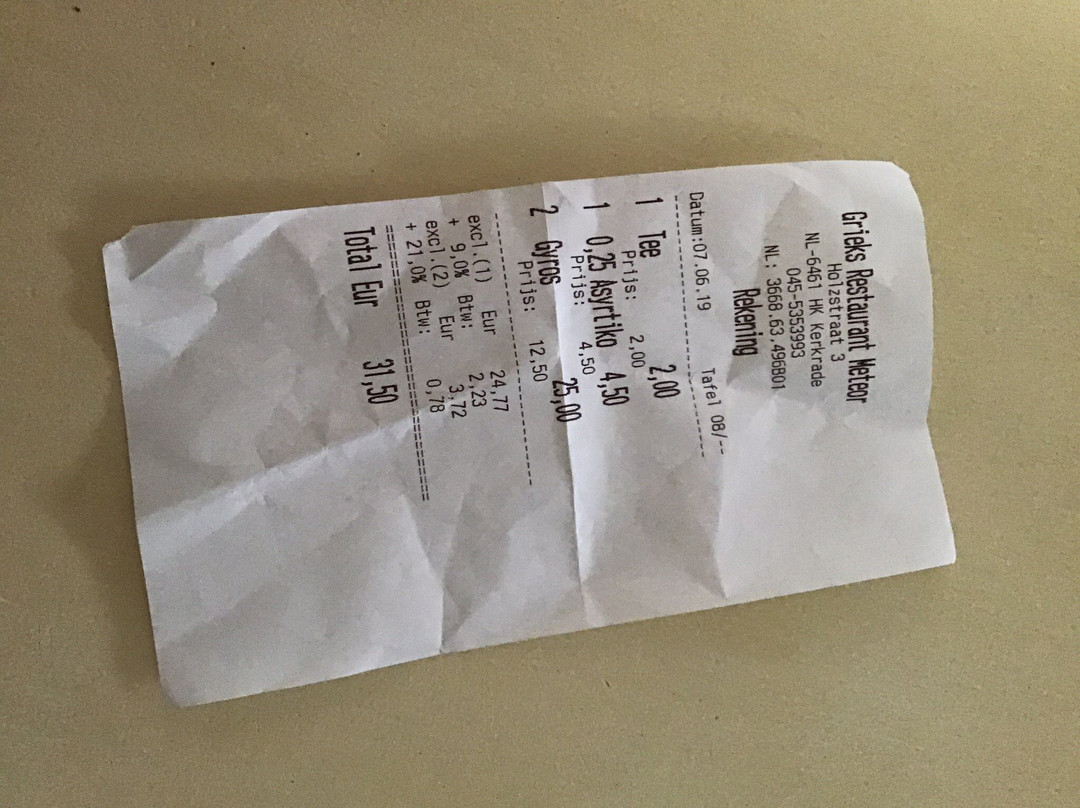 Grieks Restaurant Meteor
Holzstraat 3
NL-6461 HK Kerkrade
045-5353993
NL: 3668.63.496B01
Rekening
Datum:07.06.19 Tafel 08/--
--------------------------------
1 Tee 2,00
Prijs: 2,00
1 0,25 Asyrtiko 4,50
Prijs: 4,50
2 Gyros 25,00
Prijs: 12,50
--------------------------------
excl.(1) Eur 24,77
+ 9,0% Btw: 2,23
excl.(2) Eur 3,72
+ 21,0% Btw: 0,78
================================
Total Eur 31,50